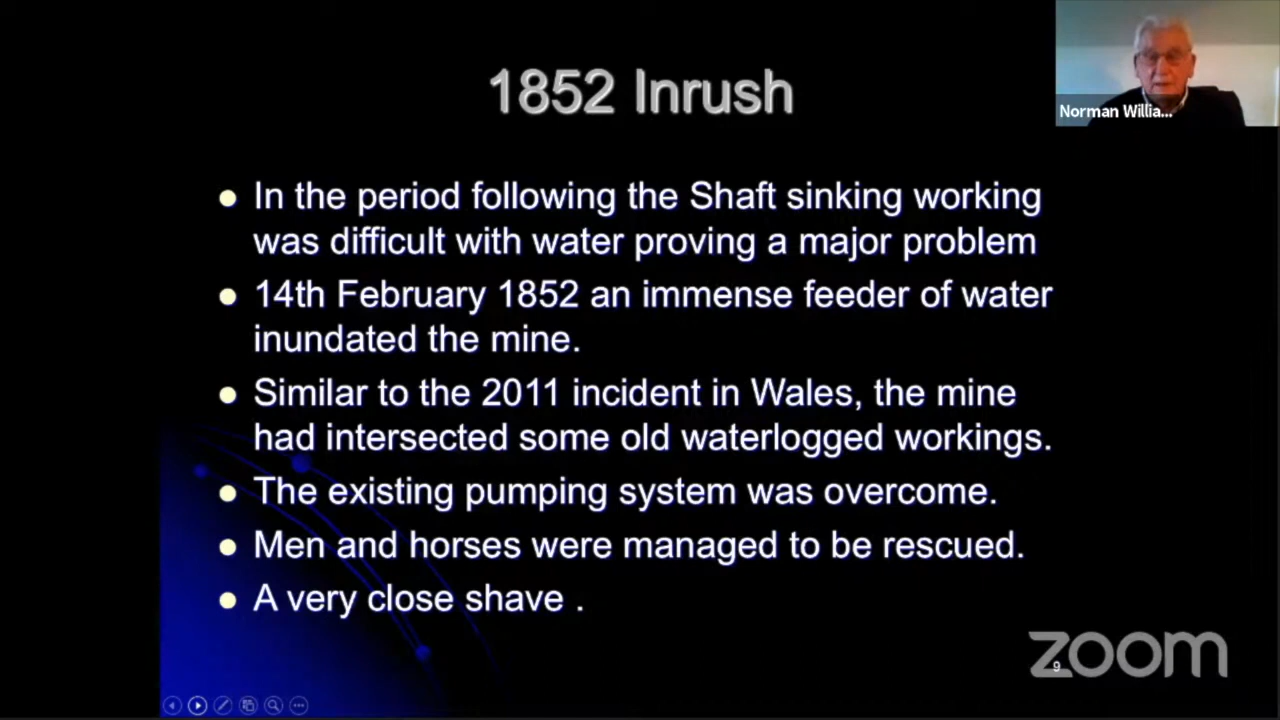 1852 Inrush
Norman Willia...
In the period following the Shaft sinking working
was difficult with water proving a major problem
14th February 1852 an immense feeder of water
inundated the mine.
Similar to the 2011 incident in Wales, the mine
had intersected some old waterlogged workings.
The existing pumping system was overcome.
Men and horses were managed to be rescued.
A very close shave .
zoom
9